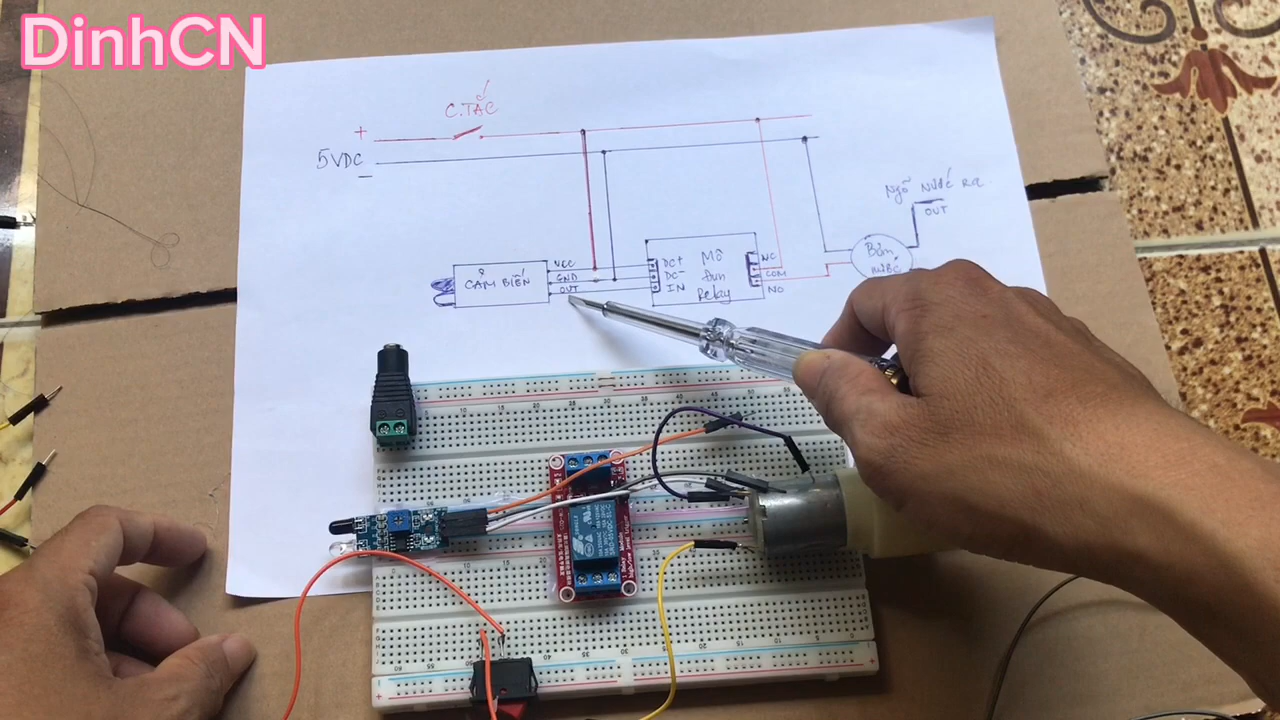 DinhCN
C.TẮC
+
5VDC
−
Ngõ nước ra
OUT
VCC
GND
OUT
CẢM BIẾN
DC+
DC-
IN
Mô
Đun
Relay
NC
COM
NO
Bơm
nước